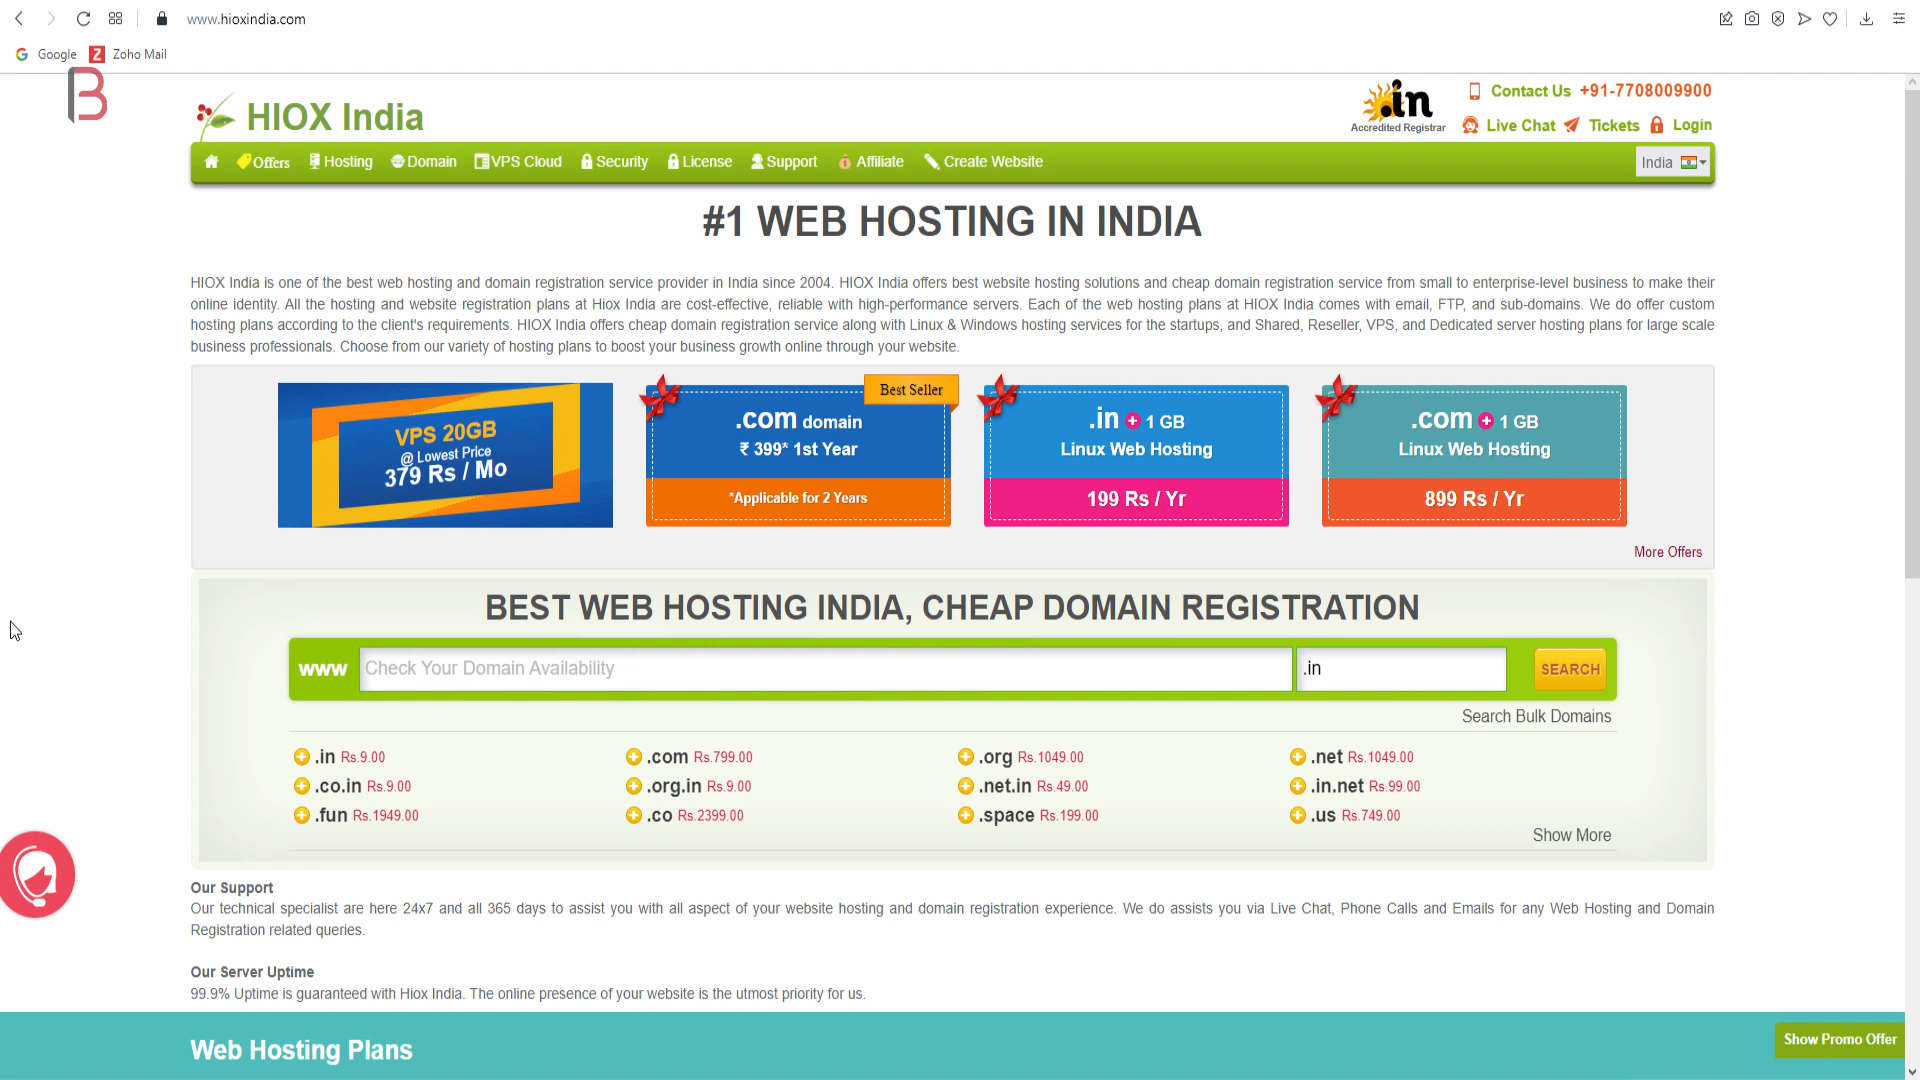 www.hioxindia.com
Google Zoho Mail
B
HIOX India
.in
Accredited Registrar
Contact Us +91-7708009900
Live Chat Tickets Login
Offers Hosting Domain VPS Cloud Security License Support Affiliate Create Website India
#1 WEB HOSTING IN INDIA
HIOX India is one of the best web hosting and domain registration service provider in India since 2004. HIOX India offers best website hosting solutions and cheap domain registration service from small to enterprise-level business to make their
online identity. All the hosting and website registration plans at Hiox India are cost-effective, reliable with high-performance servers. Each of the web hosting plans at HIOX India comes with email, FTP, and sub-domains. We do offer custom
hosting plans according to the client's requirements. HIOX India offers cheap domain registration service along with Linux & Windows hosting services for the startups, and Shared, Reseller, VPS, and Dedicated server hosting plans for large scale
business professionals. Choose from our variety of hosting plans to boost your business growth online through your website.
VPS 20GB
@ Lowest Price
379 Rs / Mo
Best Seller
.com domain
₹ 399* 1st Year
*Applicable for 2 Years
.in + 1 GB
Linux Web Hosting
199 Rs / Yr
.com + 1 GB
Linux Web Hosting
899 Rs / Yr
More Offers
BEST WEB HOSTING INDIA, CHEAP DOMAIN REGISTRATION
www Check Your Domain Availability .in SEARCH
Search Bulk Domains
.in Rs.9.00 .com Rs.799.00 .org Rs.1049.00 .net Rs.1049.00
.co.in Rs.9.00 .org.in Rs.9.00 .net.in Rs.49.00 .in.net Rs.99.00
.fun Rs.1949.00 .co Rs.2399.00 .space Rs.199.00 .us Rs.749.00
Show More
Our Support
Our technical specialist are here 24x7 and all 365 days to assist you with all aspect of your website hosting and domain registration experience. We do assists you via Live Chat, Phone Calls and Emails for any Web Hosting and Domain
Registration related queries.
Our Server Uptime
99.9% Uptime is guaranteed with Hiox India. The online presence of your website is the utmost priority for us.
Web Hosting Plans
Show Promo Offer